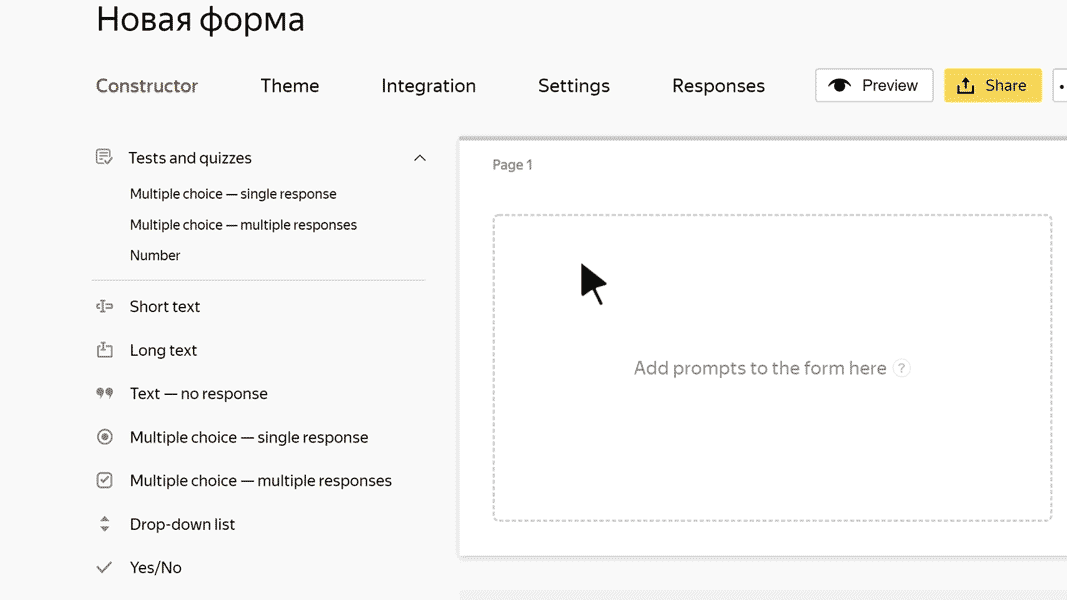 Новая форма
Constructor Theme Integration Settings Responses Preview Share
Tests and quizzes
Multiple choice — single response
Multiple choice — multiple responses
Number
Short text
Long text
Text — no response
Multiple choice — single response
Multiple choice — multiple responses
Drop-down list
Yes/No
Page 1
Add prompts to the form here ?